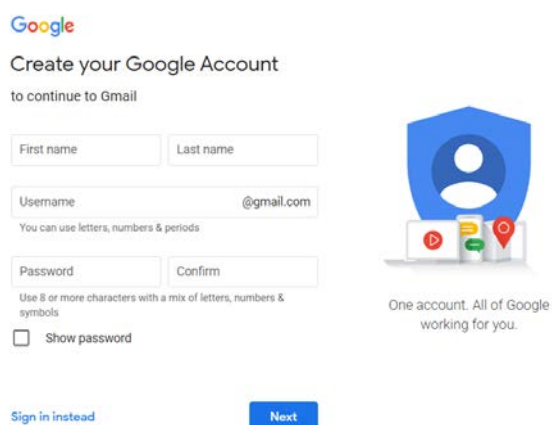 Google
Create your Google Account
to continue to Gmail
First name
Last name
Username
@gmail.com
You can use letters, numbers & periods
Password
Confirm
Use 8 or more characters with a mix of letters, numbers &
symbols
Show password
One account. All of Google
working for you.
Sign in instead
Next